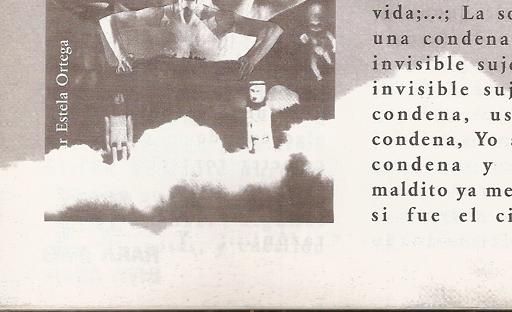 ar Estela Ortega
vida;...; La so
una condena
invisible suje
invisible suj
condena, us
condena, Yo a
condena y
maldito ya me
si fue el ci